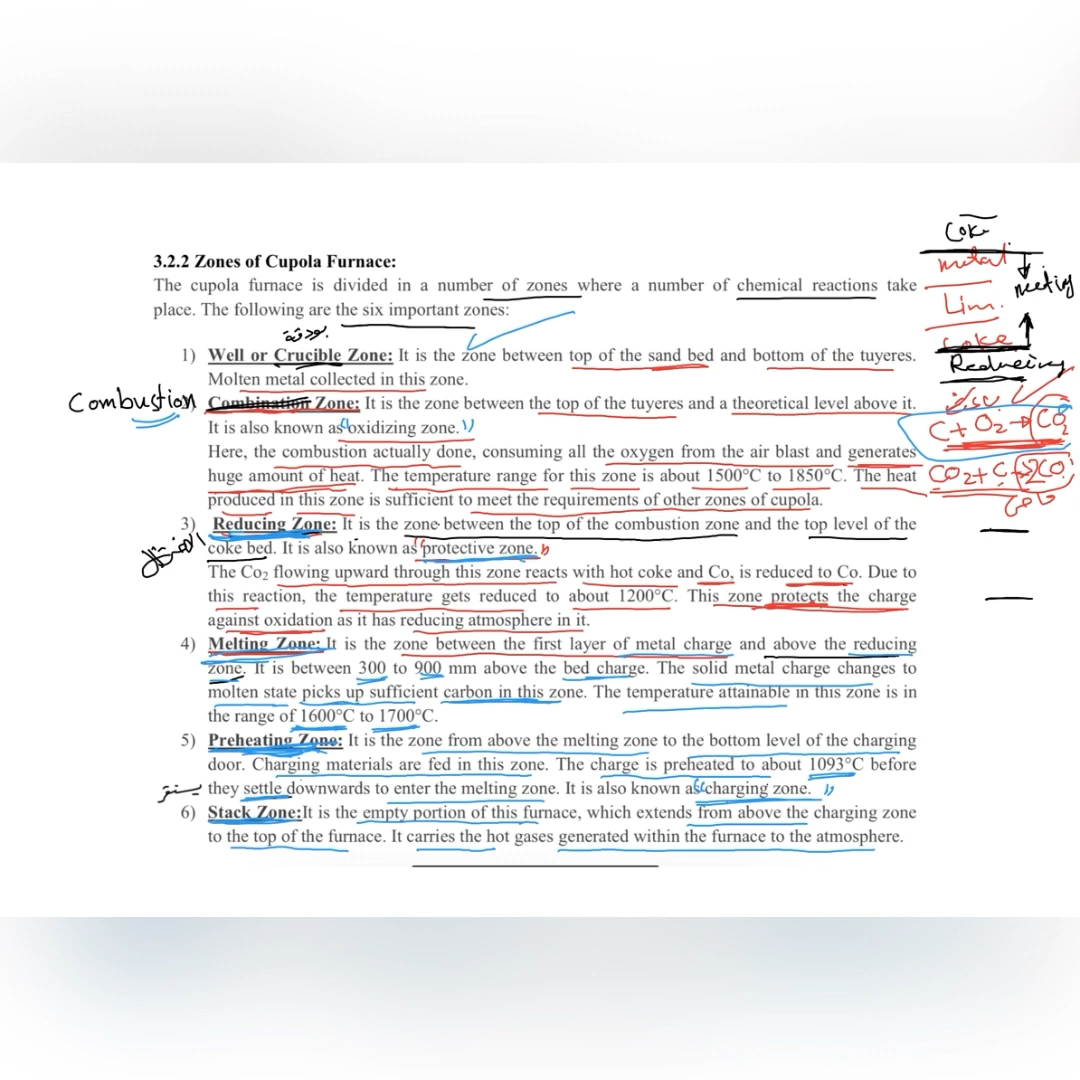 3.2.2 Zones of Cupola Furnace:
The cupola furnace is divided in a number of zones where a number of chemical reactions take
place. The following are the six important zones:
بودقة
1) Well or Crucible Zone: It is the zone between top of the sand bed and bottom of the tuyeres.
Molten metal collected in this zone.
Combustion
Combination Zone: It is the zone between the top of the tuyeres and a theoretical level above it.
It is also known as "oxidizing zone."
Here, the combustion actually done, consuming all the oxygen from the air blast and generates
huge amount of heat. The temperature range for this zone is about 1500°C to 1850°C. The heat
produced in this zone is sufficient to meet the requirements of other zones of cupola.
3) Reducing Zone: It is the zone between the top of the combustion zone and the top level of the
الاختزال
coke bed. It is also known as "protective zone."
The Co2 flowing upward through this zone reacts with hot coke and Co, is reduced to Co. Due to
this reaction, the temperature gets reduced to about 1200°C. This zone protects the charge
against oxidation as it has reducing atmosphere in it.
4) Melting Zone: It is the zone between the first layer of metal charge and above the reducing
zone. It is between 300 to 900 mm above the bed charge. The solid metal charge changes to
molten state picks up sufficient carbon in this zone. The temperature attainable in this zone is in
the range of 1600°C to 1700°C.
5) Preheating Zone: It is the zone from above the melting zone to the bottom level of the charging
door. Charging materials are fed in this zone. The charge is preheated to about 1093°C before
يستقر they settle downwards to enter the melting zone. It is also known as "charging zone."
6) Stack Zone:It is the empty portion of this furnace, which extends from above the charging zone
to the top of the furnace. It carries the hot gases generated within the furnace to the atmosphere.
Coke
metal
melting
Lim.
coke
Reduceing
C + O2 → CO2
CO2 + C → 2CO